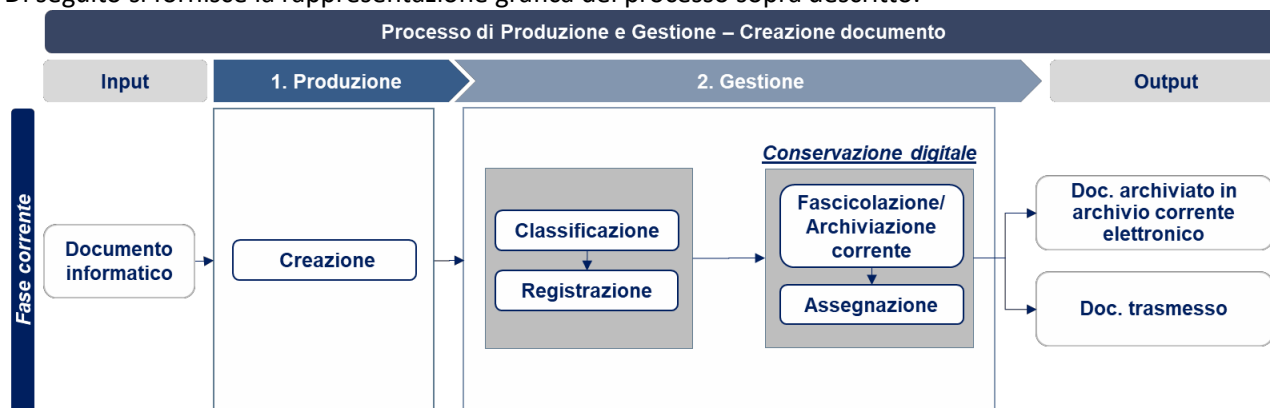 Di seguito si fornisce la rappresentazione grafica del processo sopra descritto.
Processo di Produzione e Gestione – Creazione documento
Input
1. Produzione
2. Gestione
Output
Fase corrente
Documento
informatico
Creazione
Classificazione
Registrazione
Conservazione digitale
Fascicolazione/
Archiviazione
corrente
Assegnazione
Doc. archiviato in
archivio corrente
elettronico
Doc. trasmesso